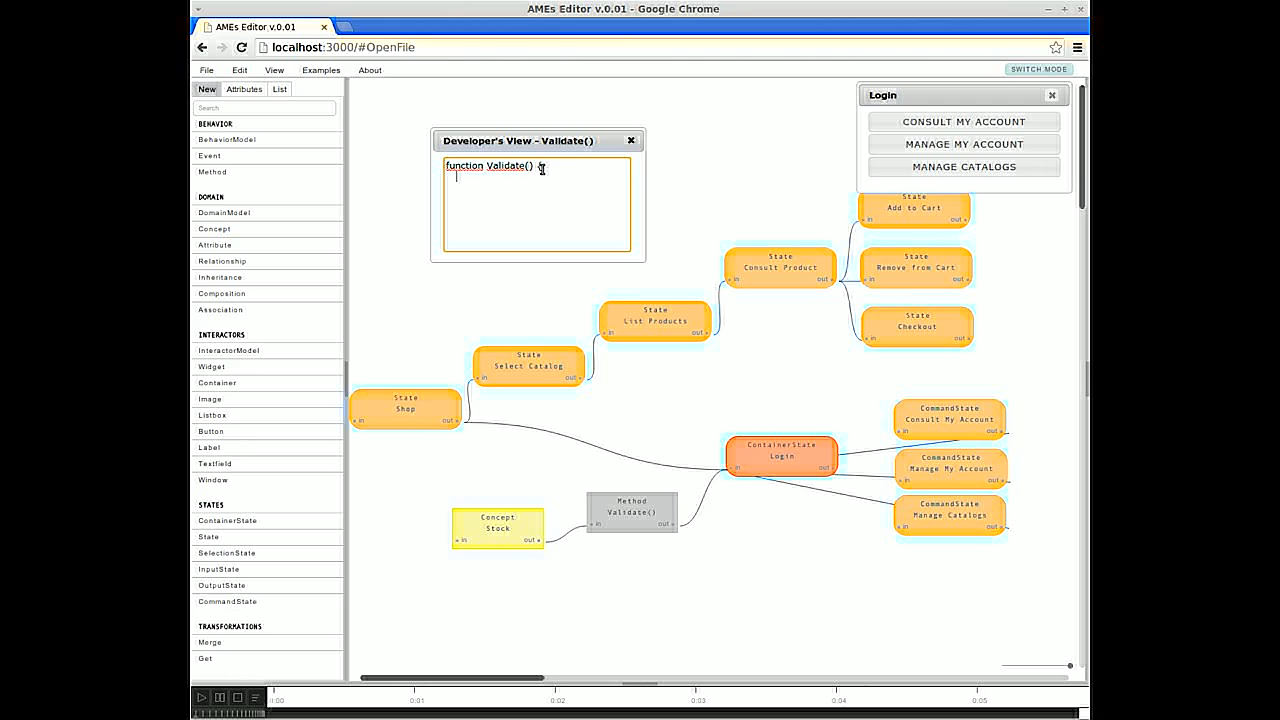 AMEs Editor v.0.01 - Google Chrome
AMEs Editor v.0.01
localhost:3000/#OpenFile
File Edit View Examples About
SWITCH MODE
New Attributes List
Search
BEHAVIOR
BehaviorModel
Event
Method
DOMAIN
DomainModel
Concept
Attribute
Relationship
Inheritance
Composition
Association
INTERACTORS
InteractorModel
Widget
Container
Image
Listbox
Button
Label
Textfield
Window
STATES
ContainerState
State
SelectionState
InputState
OutputState
CommandState
TRANSFORMATIONS
Merge
Get
Developer's View - Validate()
function Validate() {
Login
CONSULT MY ACCOUNT
MANAGE MY ACCOUNT
MANAGE CATALOGS
State
Add to Cart
in out
State
Consult Product
in out
State
Remove from Cart
in out
State
List Products
in out
State
Checkout
in out
State
Select Catalog
in out
State
Shop
in out
CommandState
Consult My Account
in out
ContainerState
Login
in out
CommandState
Manage My Account
in out
Method
Validate()
in out
CommandState
Manage Catalogs
in out
Concept
Stock
in out
0:01 0:02 0:03 0:04 0:05